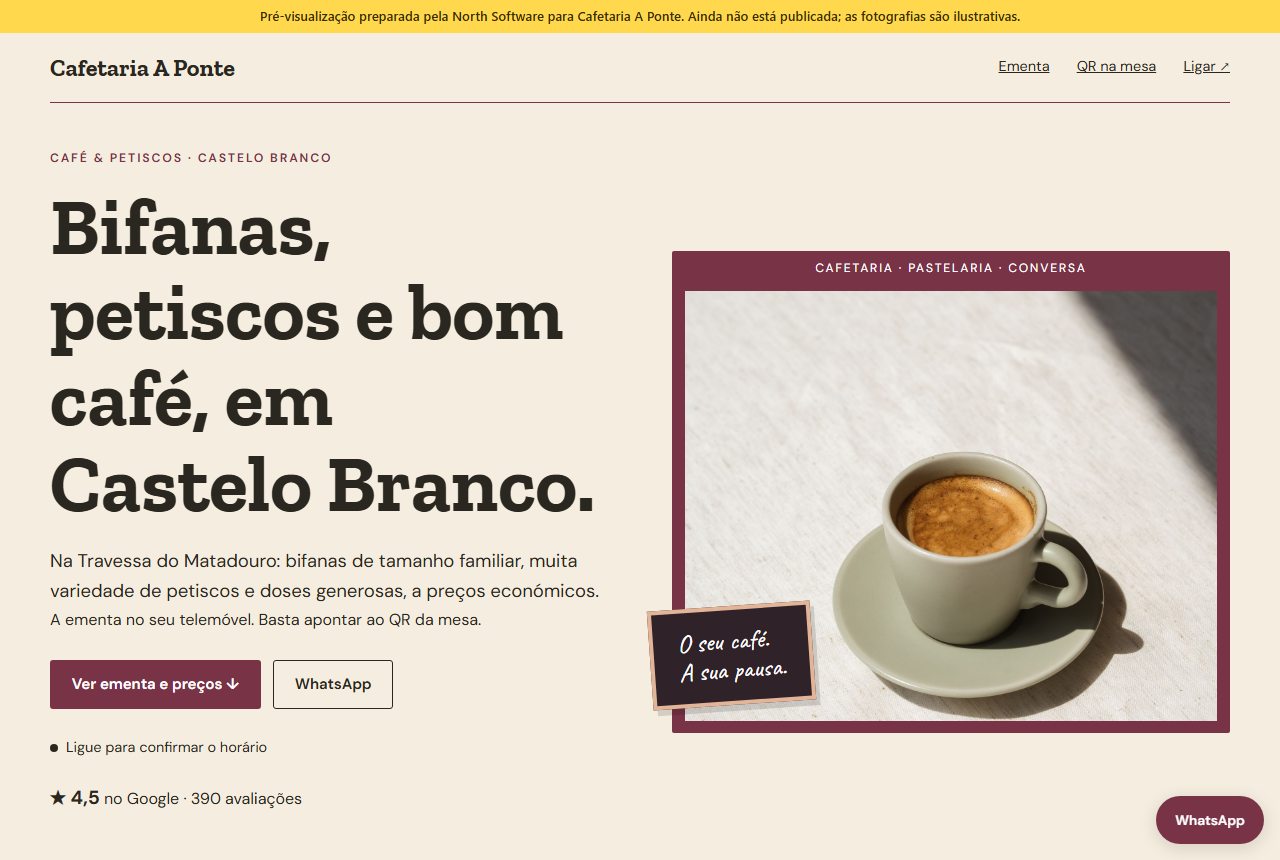 Pré-visualização preparada pela North Software para Cafetaria A Ponte. Ainda não está publicada; as fotografias são ilustrativas.
Cafetaria A Ponte
Ementa
QR na mesa
Ligar ↗
CAFÉ & PETISCOS · CASTELO BRANCO
Bifanas,
petiscos e bom
café, em
Castelo Branco.
Na Travessa do Matadouro: bifanas de tamanho familiar, muita
variedade de petiscos e doses generosas, a preços económicos.
A ementa no seu telemóvel. Basta apontar ao QR da mesa.
Ver ementa e preços ↓
WhatsApp
Ligue para confirmar o horário
★ 4,5 no Google · 390 avaliações
CAFETARIA · PASTELARIA · CONVERSA
O seu café.
A sua pausa.
WhatsApp